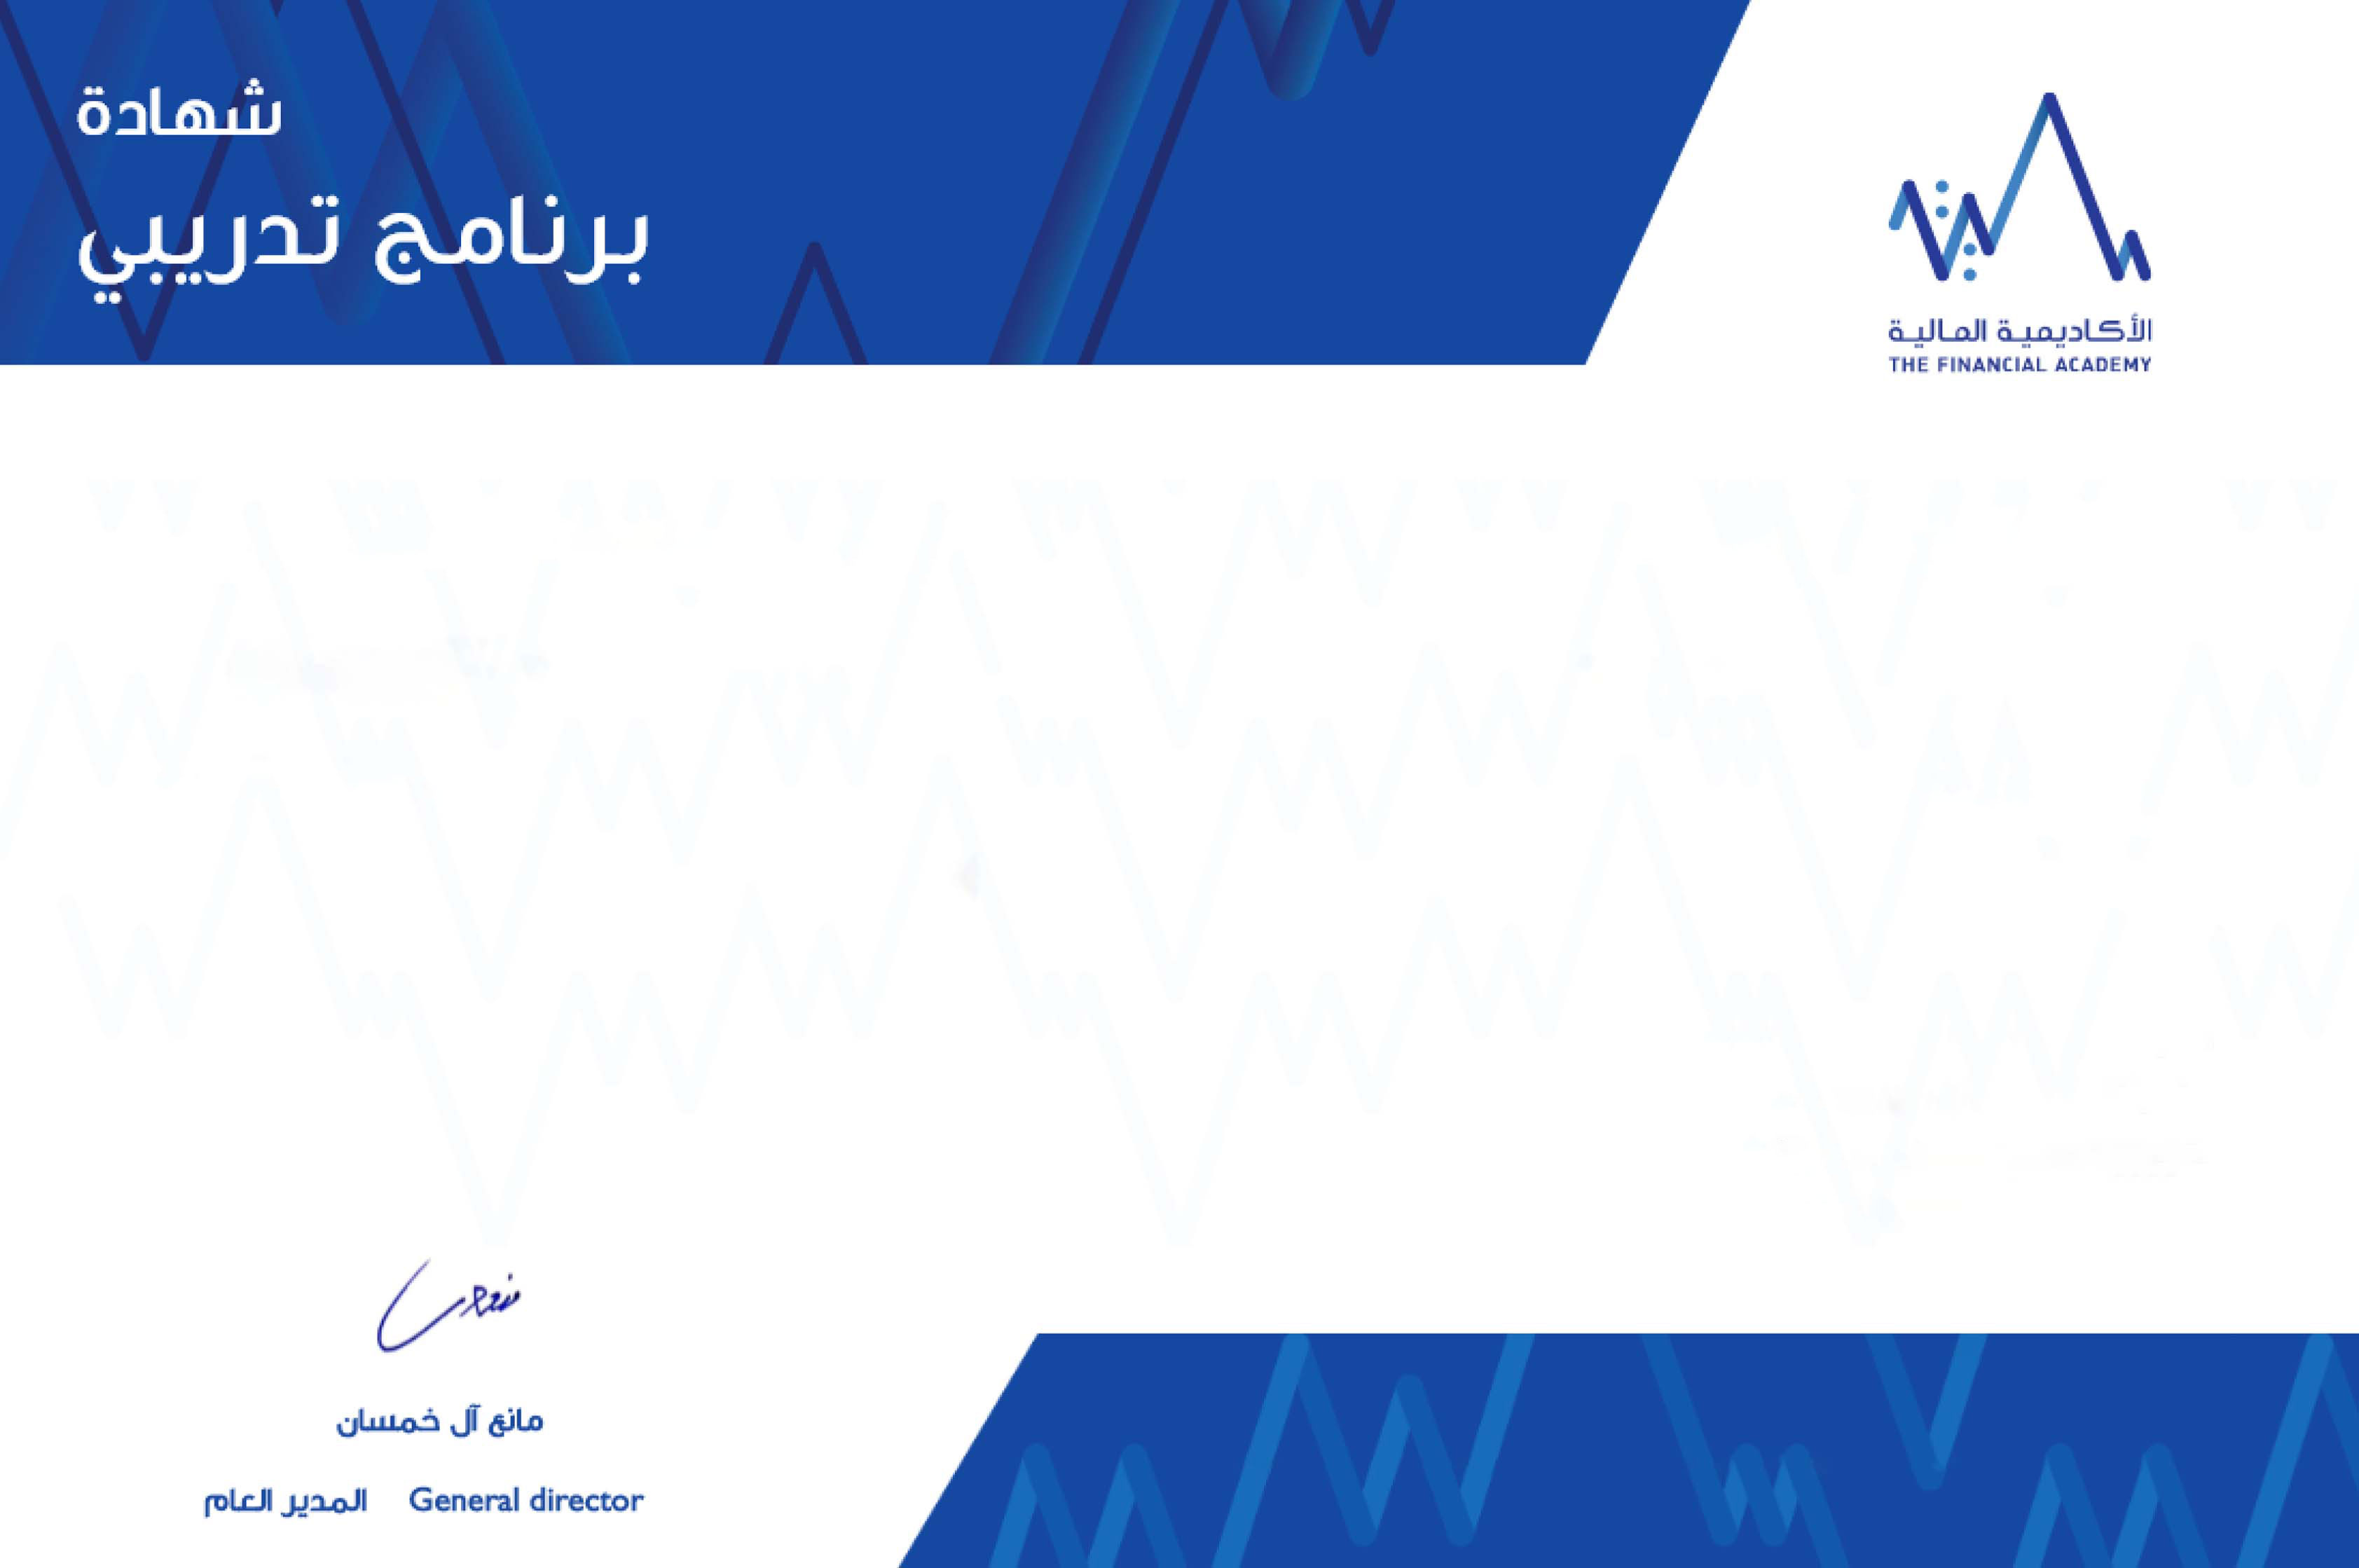 شهادة
برنامج تدريبي
الأكاديمية المالية
THE FINANCIAL ACADEMY
مانع آل خمسان
المدير العام General director